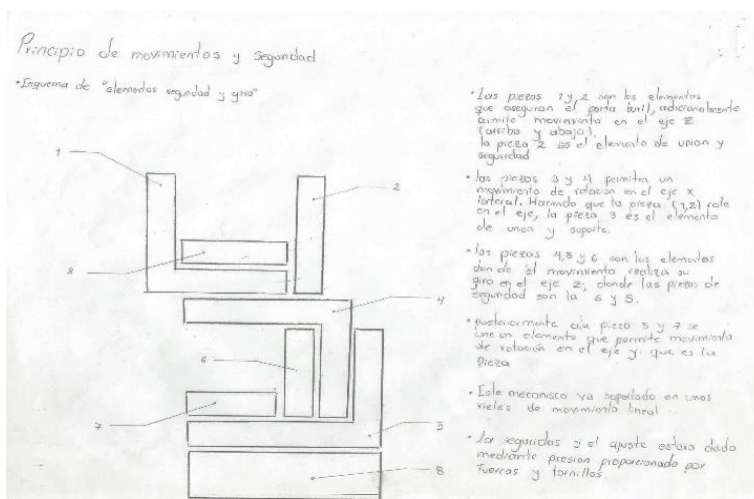 Principio de movimientos y seguridad
•Esquema de "elementos seguridad y giro"
1
2
3
4
6
7
3
8
• Las piezas 1 y 2 son los elementos
que aseguran el porta buril, adicionalmente
permite movimiento en el eje Z
(arriba y abajo).
la pieza 2 es el elemento de union y
seguridad
• las piezas 3 y 4 permiten un
movimiento de rotación en el eje x
lateral. Haciendo que la pieza (1,2) rote
en el eje, la pieza 3 es el elemento
de union y soporte.
• las piezas 4,5 y 6 son los elementos
donde el movimiento realiza su
giro en el eje Z, donde las piezas de
seguridad son la 6 y 5.
• posteriormente pieza 5 y 7 se
une un elemento que permite movimiento
de rotación en el eje y. que es la
pieza
• Este mecanisco va soportado en unos
rieles de movimiento lineal
• La seguridas y el ajuste estara dado
mediante presion proporcionado por
tuercas y tornillos.